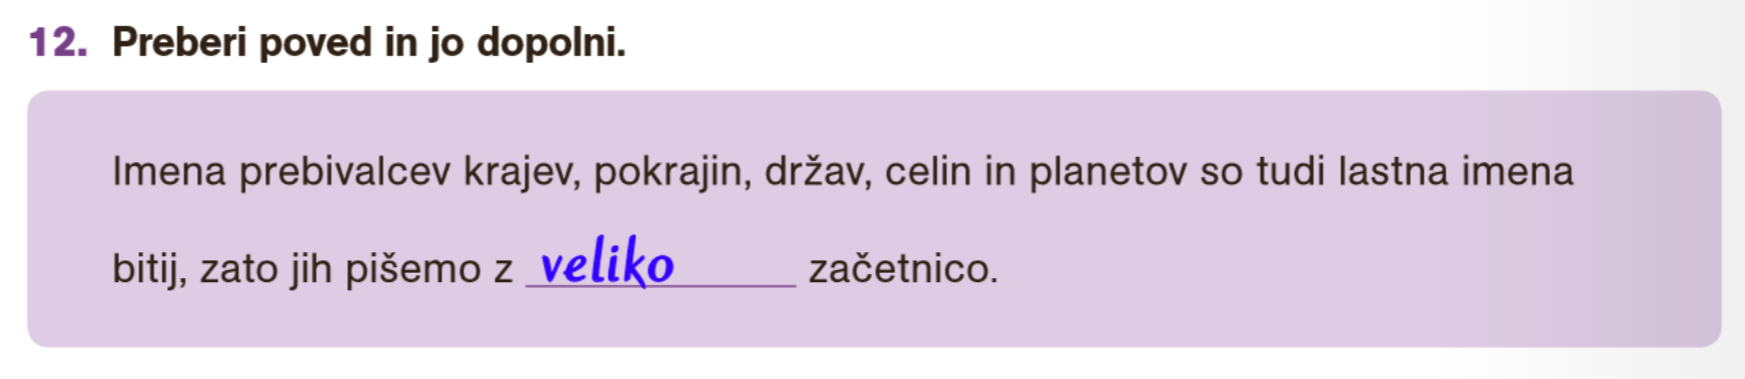 12. Preberi poved in jo dopolni.
Imena prebivalcev krajev, pokrajin, držav, celin in planetov so tudi lastna imena
bitij, zato jih pišemo z veliko začetnico.